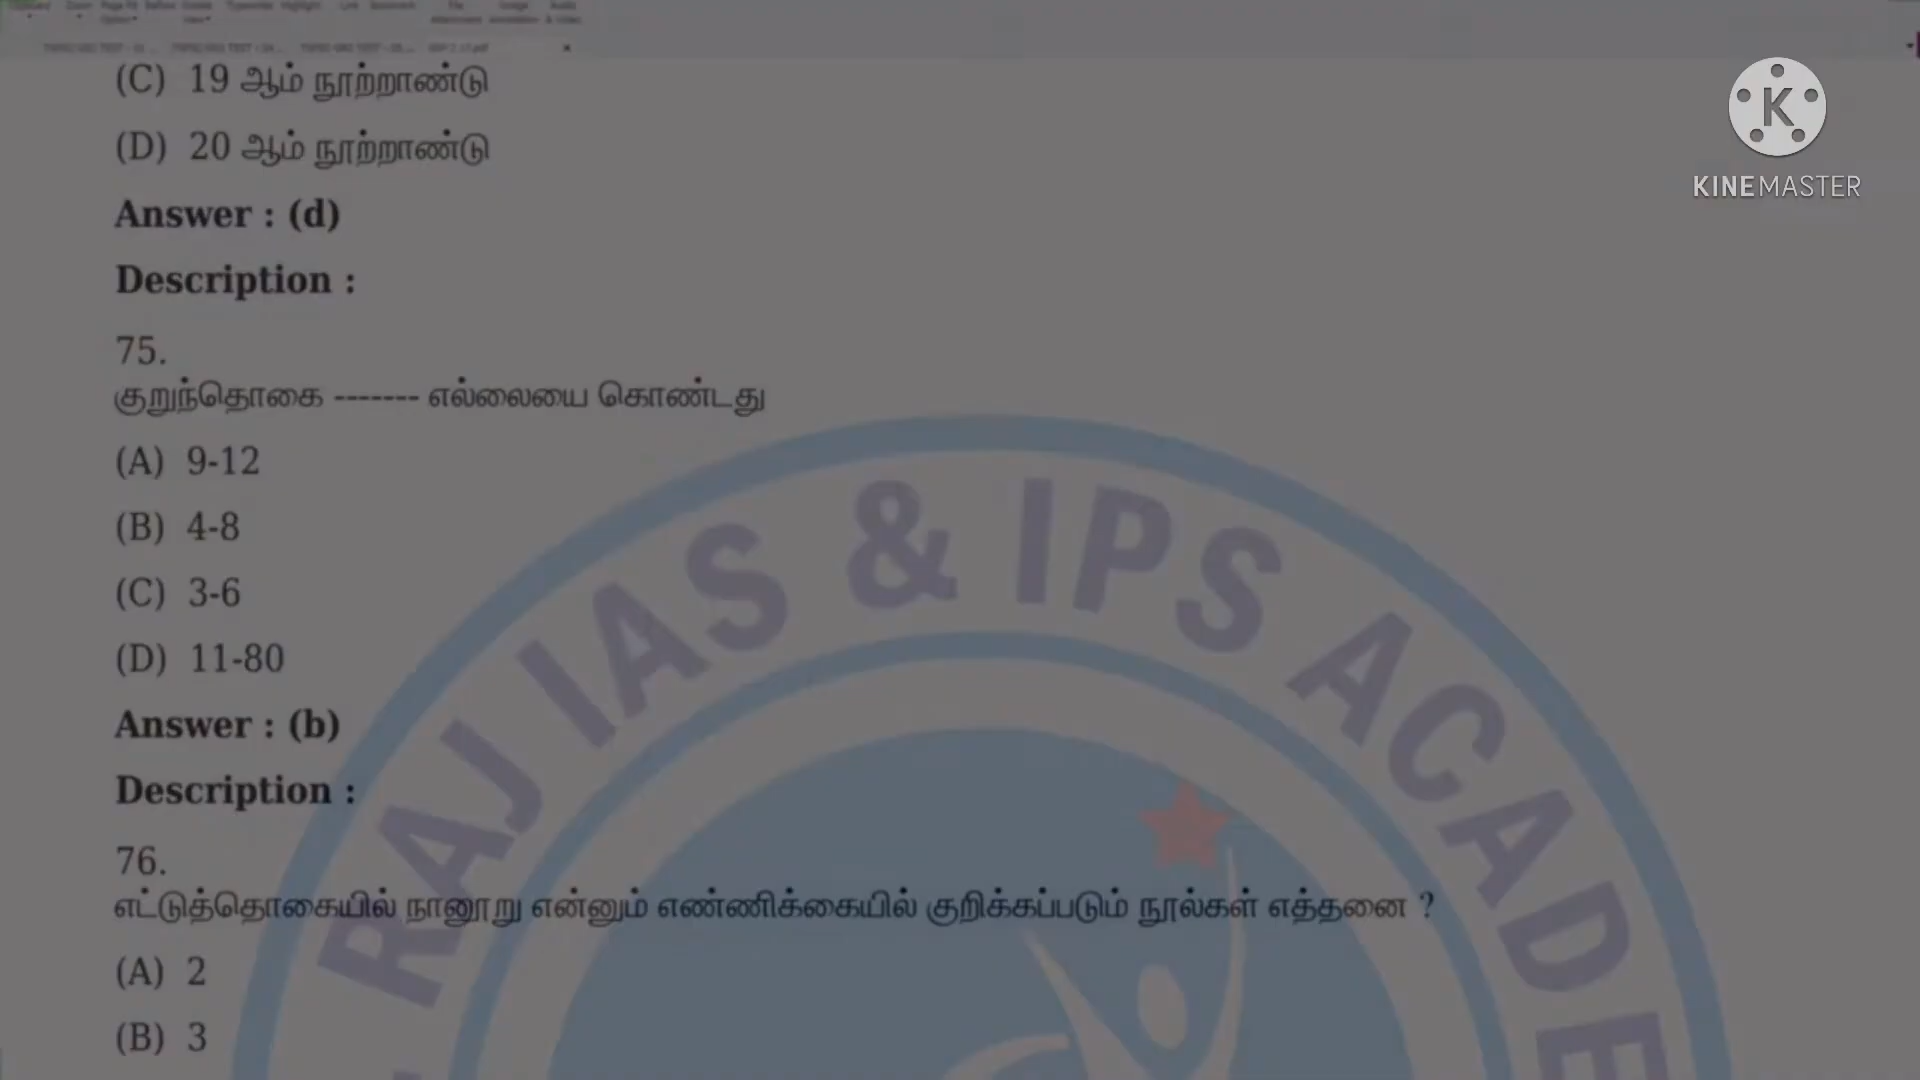 (C) 19 ஆம் நூற்றாண்டு
(D) 20 ஆம் நூற்றாண்டு
Answer : (d)
Description :
75.
குறுந்தொகை ------- எல்லையை கொண்டது
(A) 9-12
(B) 4-8
(C) 3-6
(D) 11-80
Answer : (b)
Description :
76.
எட்டுத்தொகையில் நானூறு என்னும் எண்ணிக்கையில் குறிக்கப்படும் நூல்கள் எத்தனை ?
(A) 2
(B) 3
K
KINEMASTER
RAJ IAS & IPS ACADE